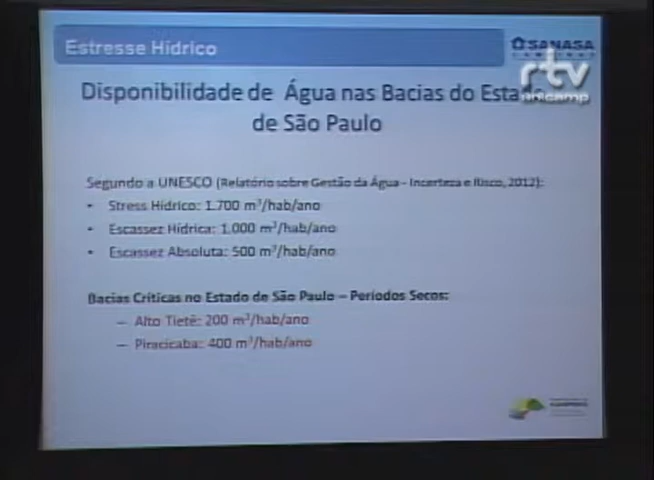 Estresse Hídrico
SANASA
CAMPINAS
rtv
unicamp
Disponibilidade de Água nas Bacias do Estado
de São Paulo
Segundo a UNESCO (Relatório sobre Gestão da Água - Incerteza e Risco, 2012):
• Stress Hídrico: 1.700 m³/hab/ano
• Escassez Hídrica: 1.000 m³/hab/ano
• Escassez Absoluta: 500 m³/hab/ano
Bacias Críticas no Estado de São Paulo – Períodos Secos:
– Alto Tietê: 200 m³/hab/ano
– Piracicaba: 400 m³/hab/ano